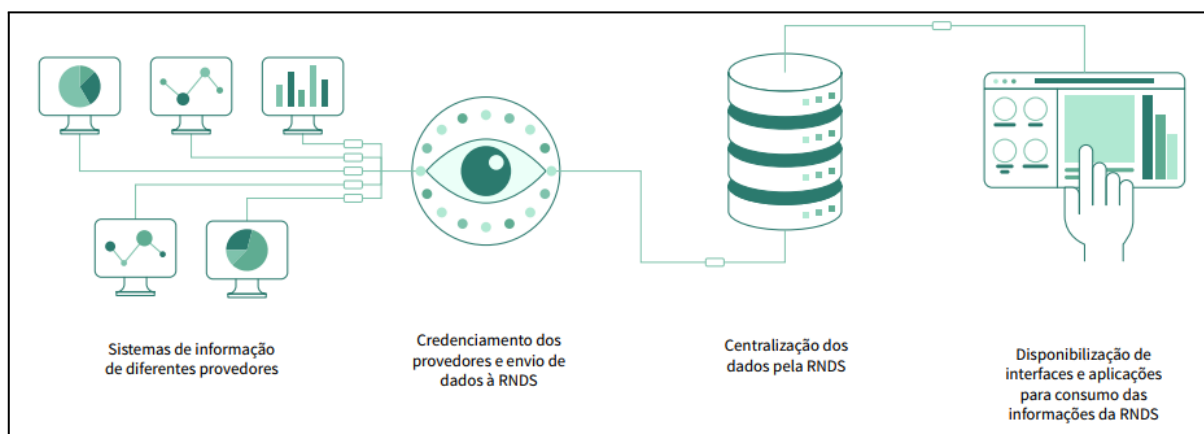 Sistemas de informação
de diferentes provedores
Credenciamento dos
provedores e envio de
dados à RNDS
Centralização dos
dados pela RNDS
Disponibilização de
interfaces e aplicações
para consumo das
informações da RNDS